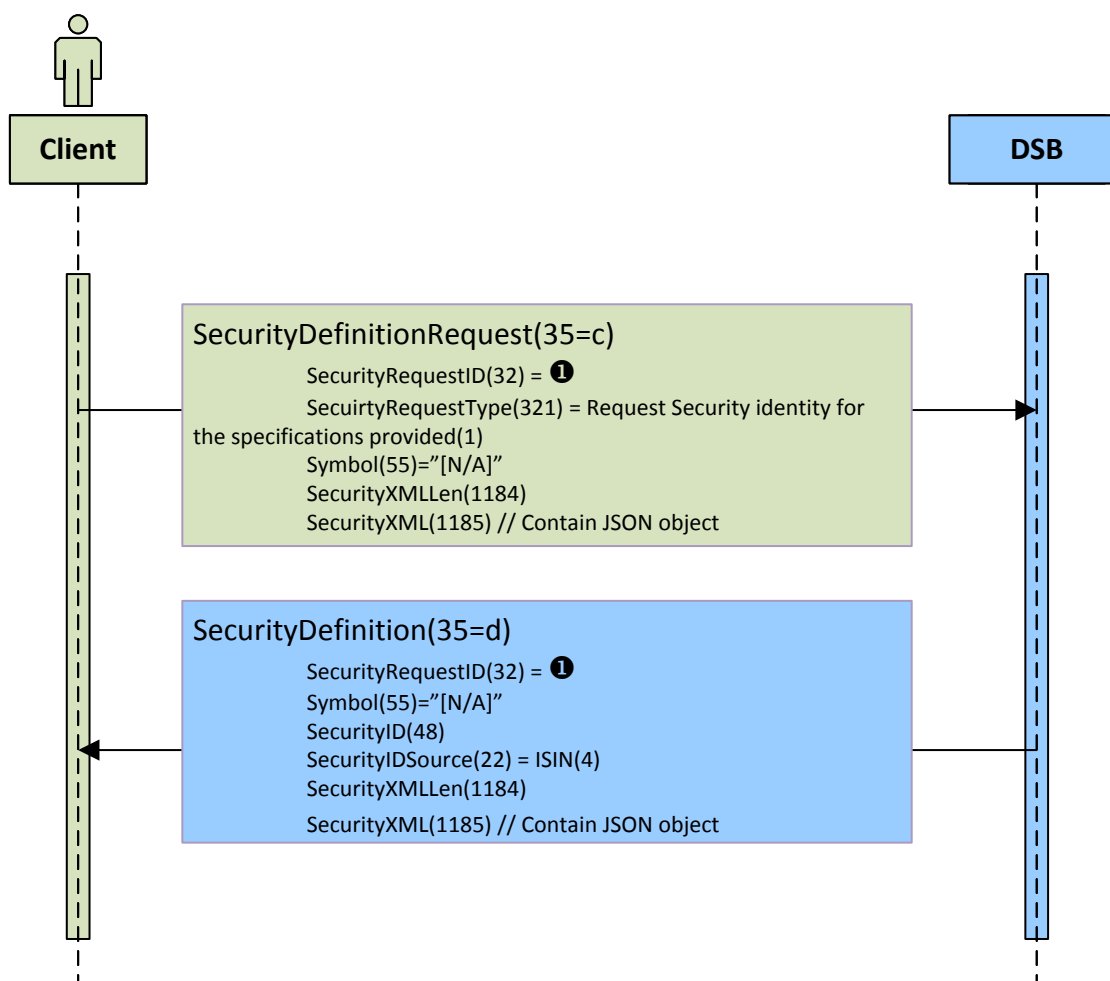 Client
DSB
SecurityDefinitionRequest(35=c)
SecurityRequestID(32) = ❶
SecuirtyRequestType(321) = Request Security identity for
the specifications provided(1)
Symbol(55)=”[N/A]”
SecurityXMLLen(1184)
SecurityXML(1185) // Contain JSON object
SecurityDefinition(35=d)
SecurityRequestID(32) = ❶
Symbol(55)=”[N/A]”
SecurityID(48)
SecurityIDSource(22) = ISIN(4)
SecurityXMLLen(1184)
SecurityXML(1185) // Contain JSON object